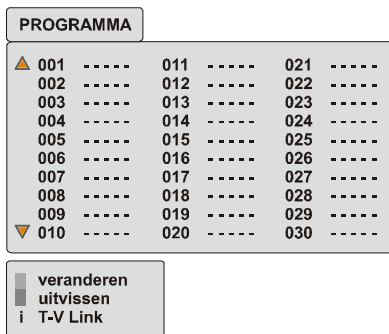 PROGRAMMA
001 ----- 011 ----- 021 -----
002 ----- 012 ----- 022 -----
003 ----- 013 ----- 023 -----
004 ----- 014 ----- 024 -----
005 ----- 015 ----- 025 -----
006 ----- 016 ----- 026 -----
007 ----- 017 ----- 027 -----
008 ----- 018 ----- 028 -----
009 ----- 019 ----- 029 -----
010 ----- 020 ----- 030 -----
veranderen
uitvissen
i T-V Link